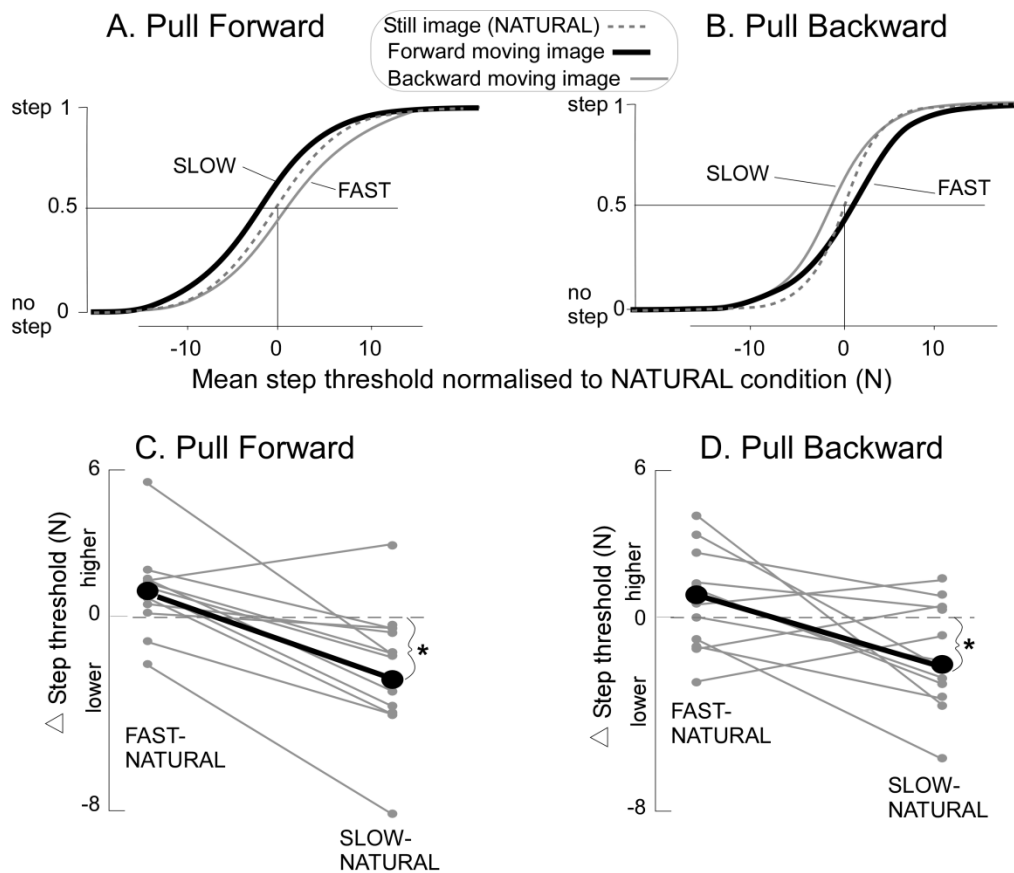 A. Pull Forward
Still image (NATURAL)
Forward moving image
Backward moving image
B. Pull Backward
step 1
SLOW
FAST
0.5
no 0
step
-10 0 10
step 1
SLOW
FAST
0.5
no 0
step
-10 0 10
Mean step threshold normalised to NATURAL condition (N)
C. Pull Forward
6
0
-8
△ Step threshold (N)
lower higher
FAST-
NATURAL
*
SLOW-
NATURAL
D. Pull Backward
6
0
-8
△ Step threshold (N)
lower higher
FAST-
NATURAL
*
SLOW-
NATURAL